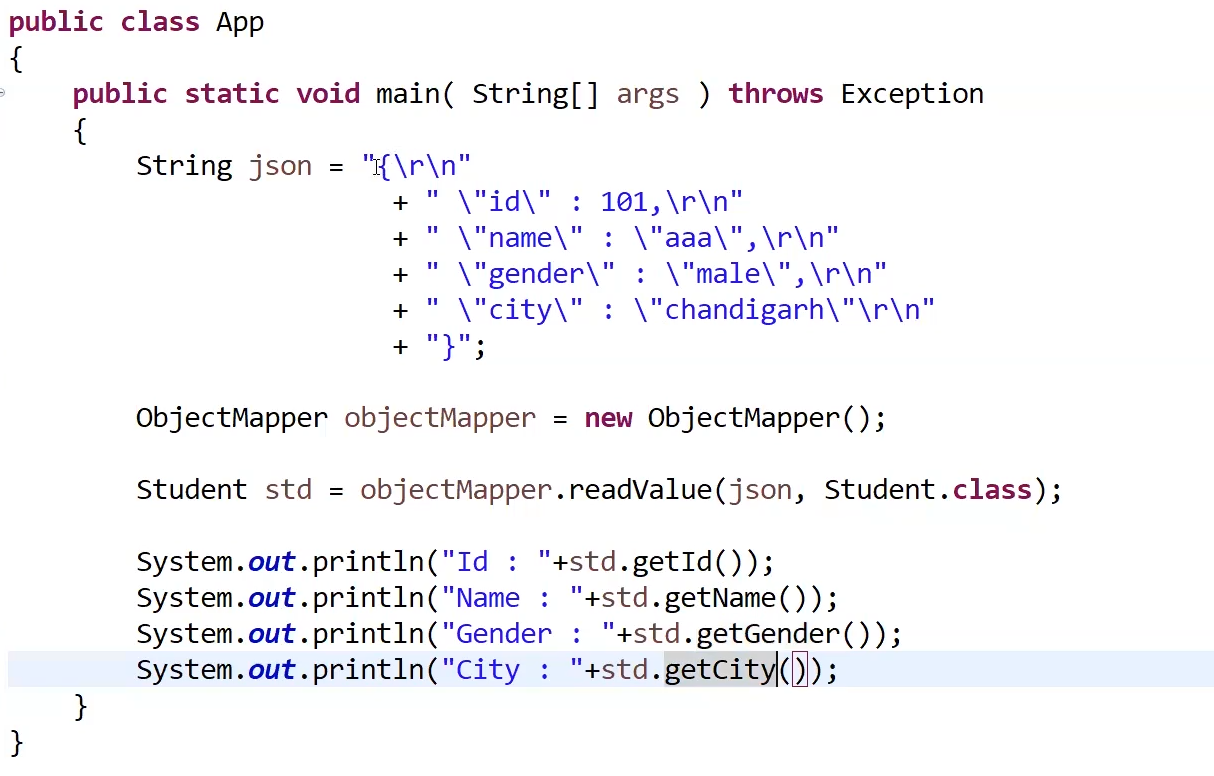 public class App
{
    public static void main( String[] args ) throws Exception
    {
        String json = "{\r\n"
                + " \"id\" : 101,\r\n"
                + " \"name\" : \"aaa\",\r\n"
                + " \"gender\" : \"male\",\r\n"
                + " \"city\" : \"chandigarh\"\r\n"
                + "}";
        ObjectMapper objectMapper = new ObjectMapper();
        Student std = objectMapper.readValue(json, Student.class);
        System.out.println("Id : "+std.getId());
        System.out.println("Name : "+std.getName());
        System.out.println("Gender : "+std.getGender());
        System.out.println("City : "+std.getCity());
    }
}